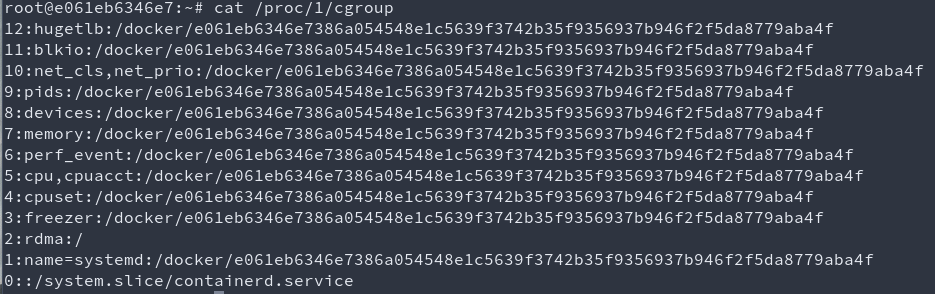 root@e061eb6346e7:~# cat /proc/1/cgroup
12:hugetlb:/docker/e061eb6346e7386a054548e1c5639f3742b35f9356937b946f2f5da8779aba4f
11:blkio:/docker/e061eb6346e7386a054548e1c5639f3742b35f9356937b946f2f5da8779aba4f
10:net_cls,net_prio:/docker/e061eb6346e7386a054548e1c5639f3742b35f9356937b946f2f5da8779aba4f
9:pids:/docker/e061eb6346e7386a054548e1c5639f3742b35f9356937b946f2f5da8779aba4f
8:devices:/docker/e061eb6346e7386a054548e1c5639f3742b35f9356937b946f2f5da8779aba4f
7:memory:/docker/e061eb6346e7386a054548e1c5639f3742b35f9356937b946f2f5da8779aba4f
6:perf_event:/docker/e061eb6346e7386a054548e1c5639f3742b35f9356937b946f2f5da8779aba4f
5:cpu,cpuacct:/docker/e061eb6346e7386a054548e1c5639f3742b35f9356937b946f2f5da8779aba4f
4:cpuset:/docker/e061eb6346e7386a054548e1c5639f3742b35f9356937b946f2f5da8779aba4f
3:freezer:/docker/e061eb6346e7386a054548e1c5639f3742b35f9356937b946f2f5da8779aba4f
2:rdma:/
1:name=systemd:/docker/e061eb6346e7386a054548e1c5639f3742b35f9356937b946f2f5da8779aba4f
0::/system.slice/containerd.service